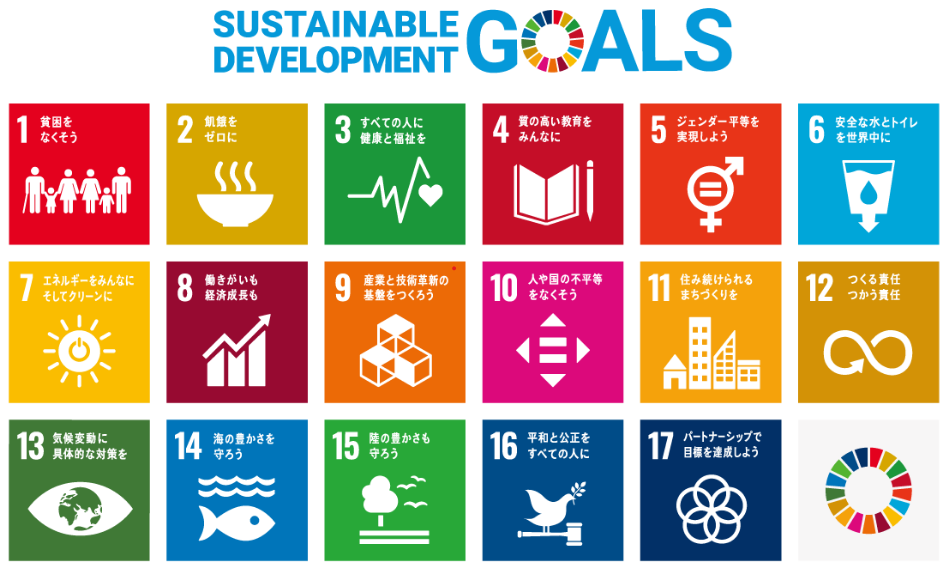 SUSTAINABLE
DEVELOPMENT
GOALS
1
貧困を
なくそう
2
飢餓を
ゼロに
3
すべての人に
健康と福祉を
4
質の高い教育を
みんなに
5
ジェンダー平等を
実現しよう
6
安全な水とトイレ
を世界中に
7
エネルギーをみんなに
そしてクリーンに
8
働きがいも
経済成長も
9
産業と技術革新の
基盤をつくろう
10
人や国の不平等
をなくそう
11
住み続けられる
まちづくりを
12
つくる責任
つかう責任
13
気候変動に
具体的な対策を
14
海の豊かさを
守ろう
15
陸の豊かさも
守ろう
16
平和と公正を
すべての人に
17
パートナーシップで
目標を達成しよう